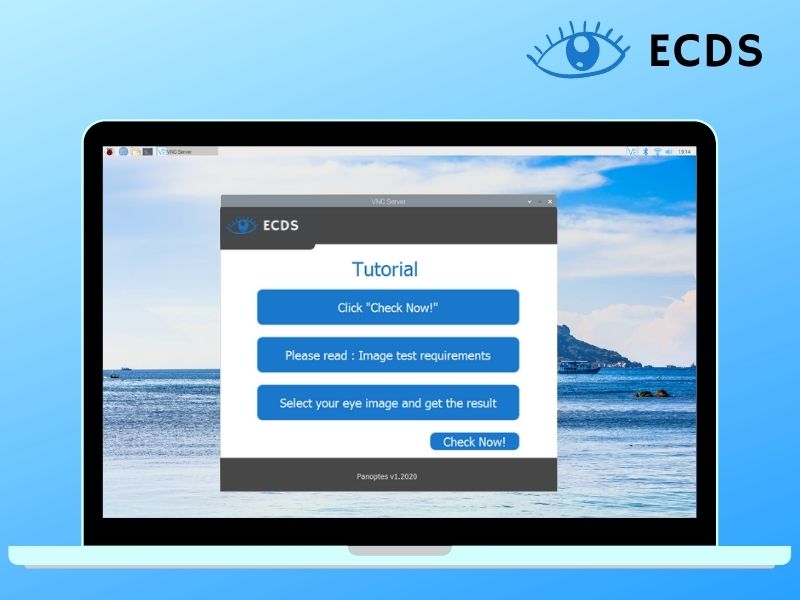 ECDS
VNC Server
19:14
VNC Server
ECDS
Tutorial
Click "Check Now!"
Please read : Image test requirements
Select your eye image and get the result
Check Now!
Panoptes v1.2020